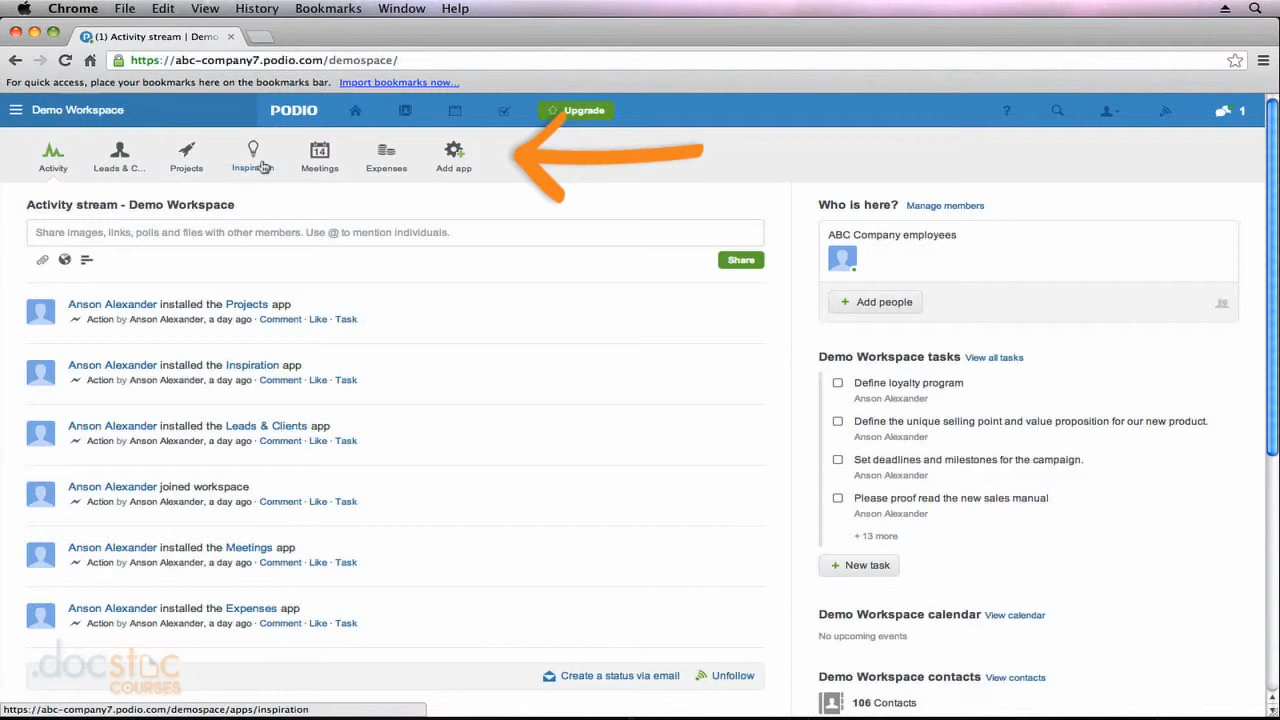 Chrome File Edit View History Bookmarks Window Help
(1) Activity stream | Demo
https://abc-company7.podio.com/demospace/
For quick access, place your bookmarks here on the bookmarks bar. Import bookmarks now...
Demo Workspace PODIO Upgrade ? 1
Activity Leads & C... Projects Inspiration 14 Meetings Expenses Add app
Activity stream - Demo Workspace
Share images, links, polls and files with other members. Use @ to mention individuals.
Share
Anson Alexander installed the Projects app
Action by Anson Alexander, a day ago · Comment · Like · Task
Anson Alexander installed the Inspiration app
Action by Anson Alexander, a day ago · Comment · Like · Task
Anson Alexander installed the Leads & Clients app
Action by Anson Alexander, a day ago · Comment · Like · Task
Anson Alexander joined workspace
Action by Anson Alexander, a day ago · Comment · Like · Task
Anson Alexander installed the Meetings app
Action by Anson Alexander, a day ago · Comment · Like · Task
Anson Alexander installed the Expenses app
Action by Anson Alexander, a day ago · Comment · Like · Task
Create a status via email Unfollow
Who is here? Manage members
ABC Company employees
+ Add people
Demo Workspace tasks View all tasks
Define loyalty program
Anson Alexander
Define the unique selling point and value proposition for our new product.
Anson Alexander
Set deadlines and milestones for the campaign.
Anson Alexander
Please proof read the new sales manual
Anson Alexander
+ 13 more
+ New task
Demo Workspace calendar View calendar
No upcoming events
Demo Workspace contacts View contacts
106 Contacts
.docstoc
COURSES
https://abc-company7.podio.com/demospace/apps/inspiration